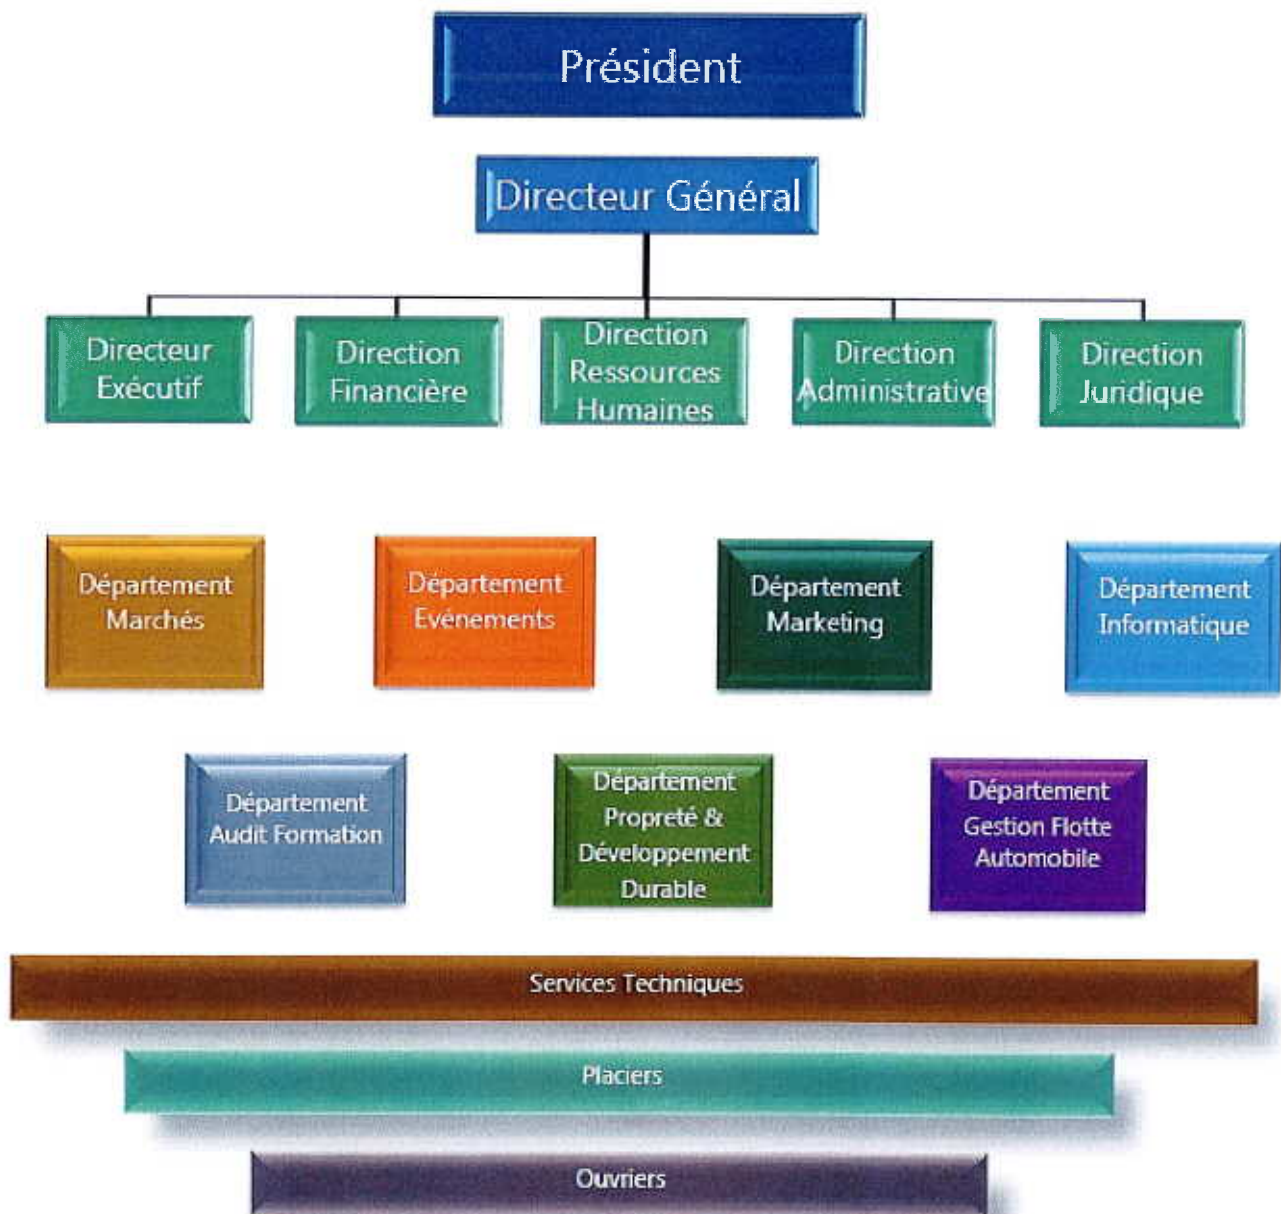 Président
Directeur Général
Directeur
Exécutif
Direction
Financière
Direction
Ressources
Humaines
Direction
Administrative
Direction
Juridique
Département
Marchés
Département
Evénements
Département
Marketing
Département
Informatique
Département
Audit Formation
Département
Propreté &
Développement
Durable
Département
Gestion Flotte
Automobile
Services Techniques
Placiers
Ouvriers